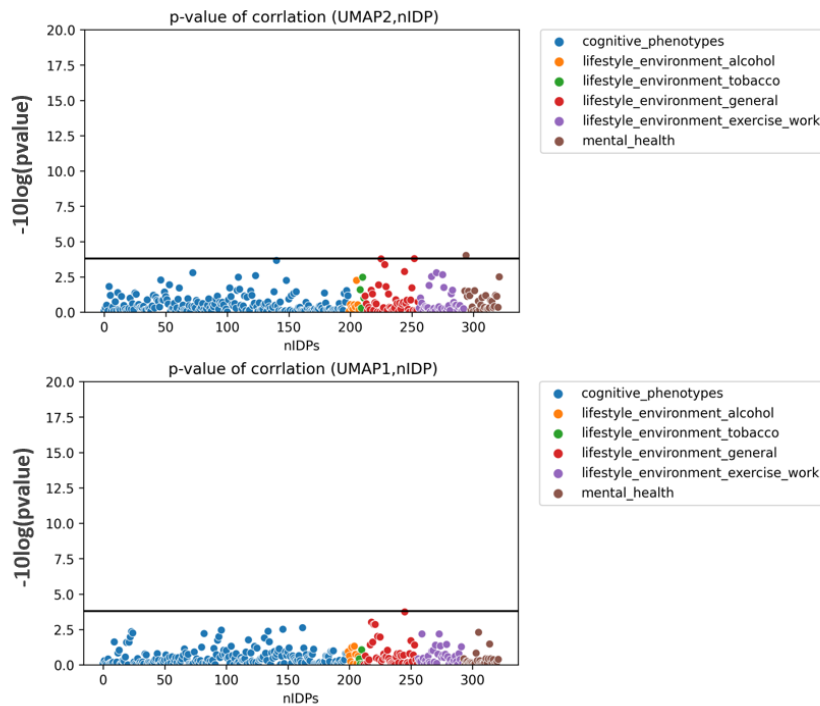 p-value of corrlation (UMAP2,nIDP)
-10log(pvalue)
20.0
17.5
15.0
12.5
10.0
7.5
5.0
2.5
0.0
0 50 100 150 200 250 300
nIDPs
cognitive_phenotypes
lifestyle_environment_alcohol
lifestyle_environment_tobacco
lifestyle_environment_general
lifestyle_environment_exercise_work
mental_health
p-value of corrlation (UMAP1,nIDP)
-10log(pvalue)
20.0
17.5
15.0
12.5
10.0
7.5
5.0
2.5
0.0
0 50 100 150 200 250 300
nIDPs
cognitive_phenotypes
lifestyle_environment_alcohol
lifestyle_environment_tobacco
lifestyle_environment_general
lifestyle_environment_exercise_work
mental_health